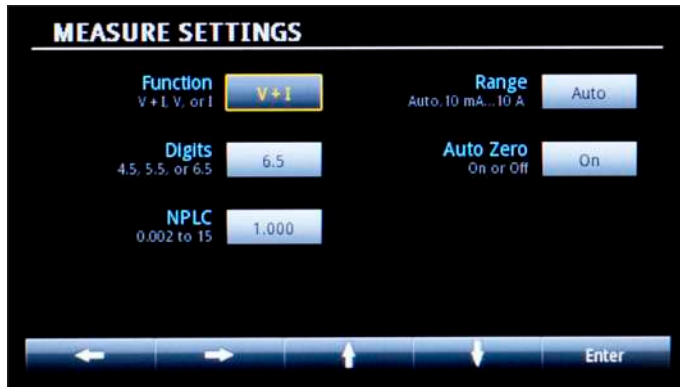 MEASURE SETTINGS
Function
V + I, V, or I
V + I
Range
Auto, 10 mA...10 A
Auto
Digits
4.5, 5.5, or 6.5
6.5
Auto Zero
On or Off
On
NPLC
0.002 to 15
1.000
Enter